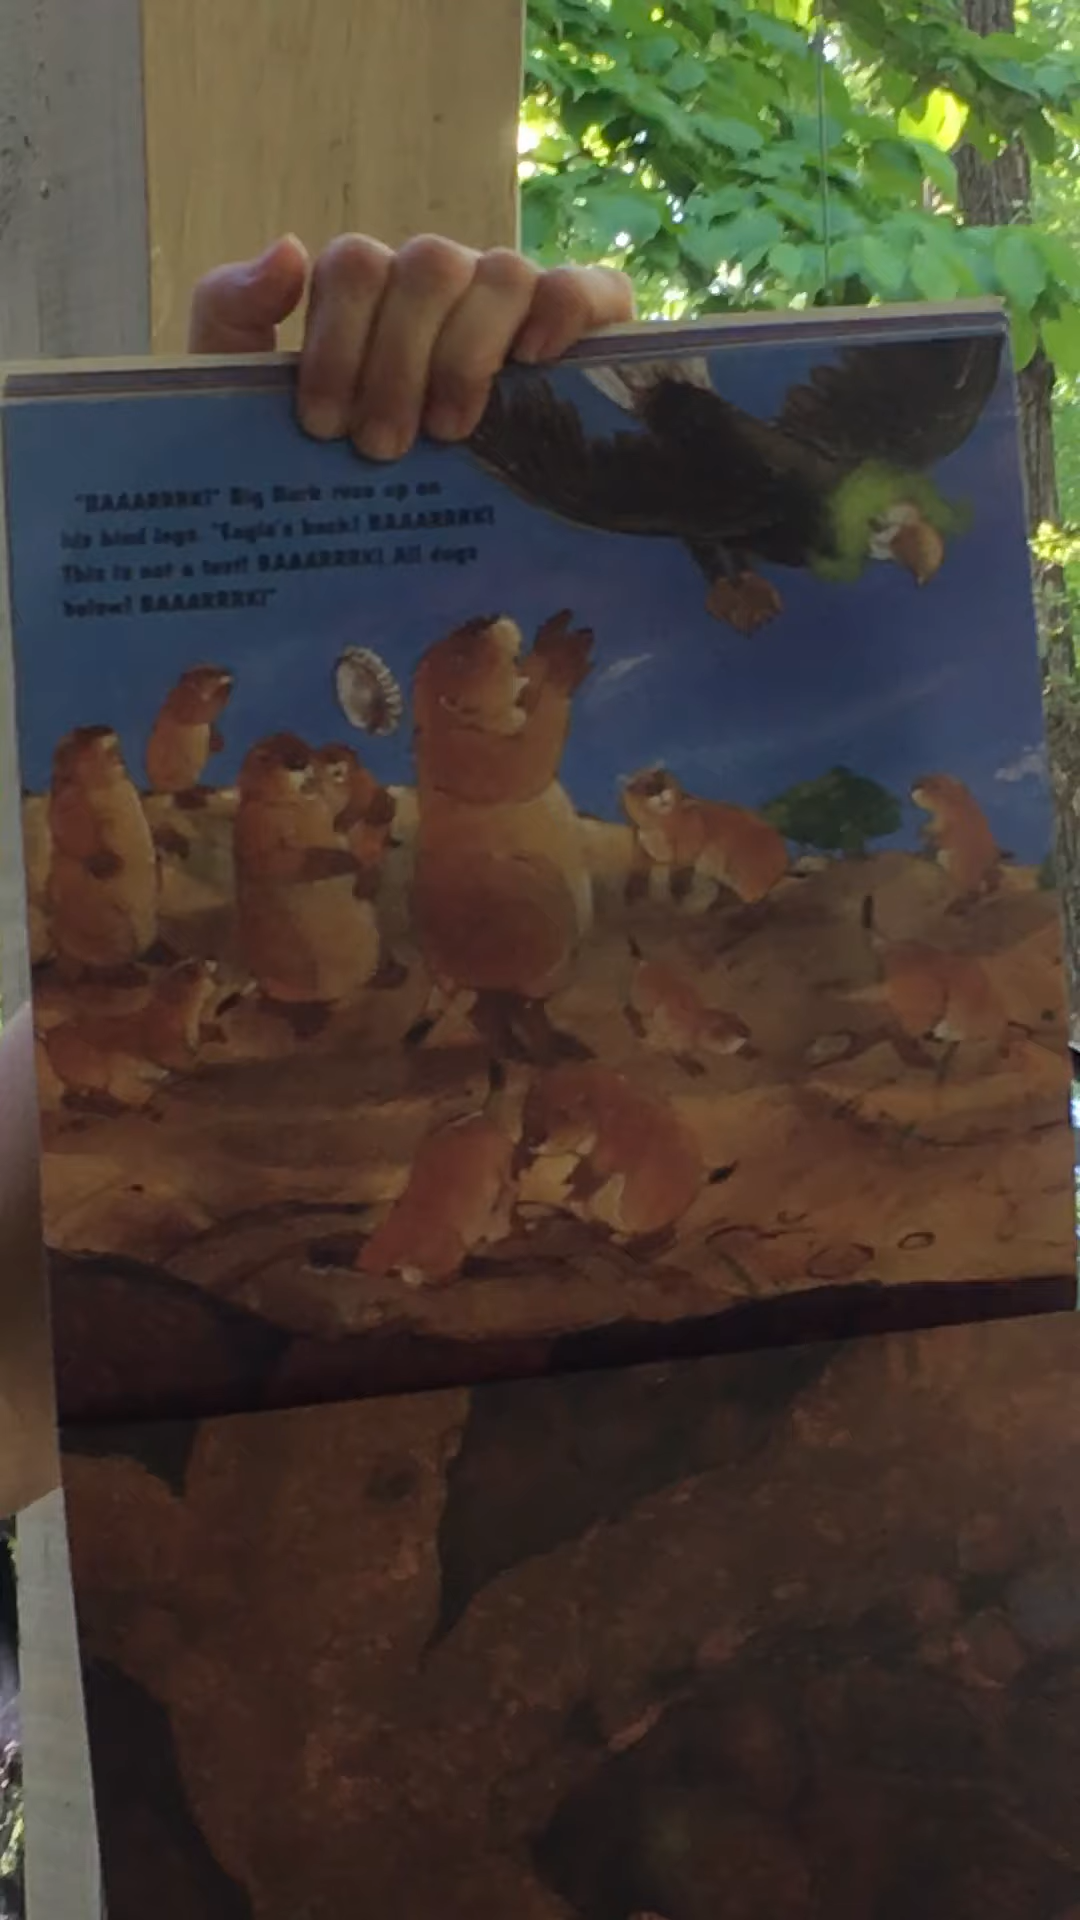 "BAAARRRK!" Big Bark rose up on
his hind legs. "Eagle's back! BAAARRRK!
This is not a test! BAAARRRK! All dogs
below! BAAARRRK!"